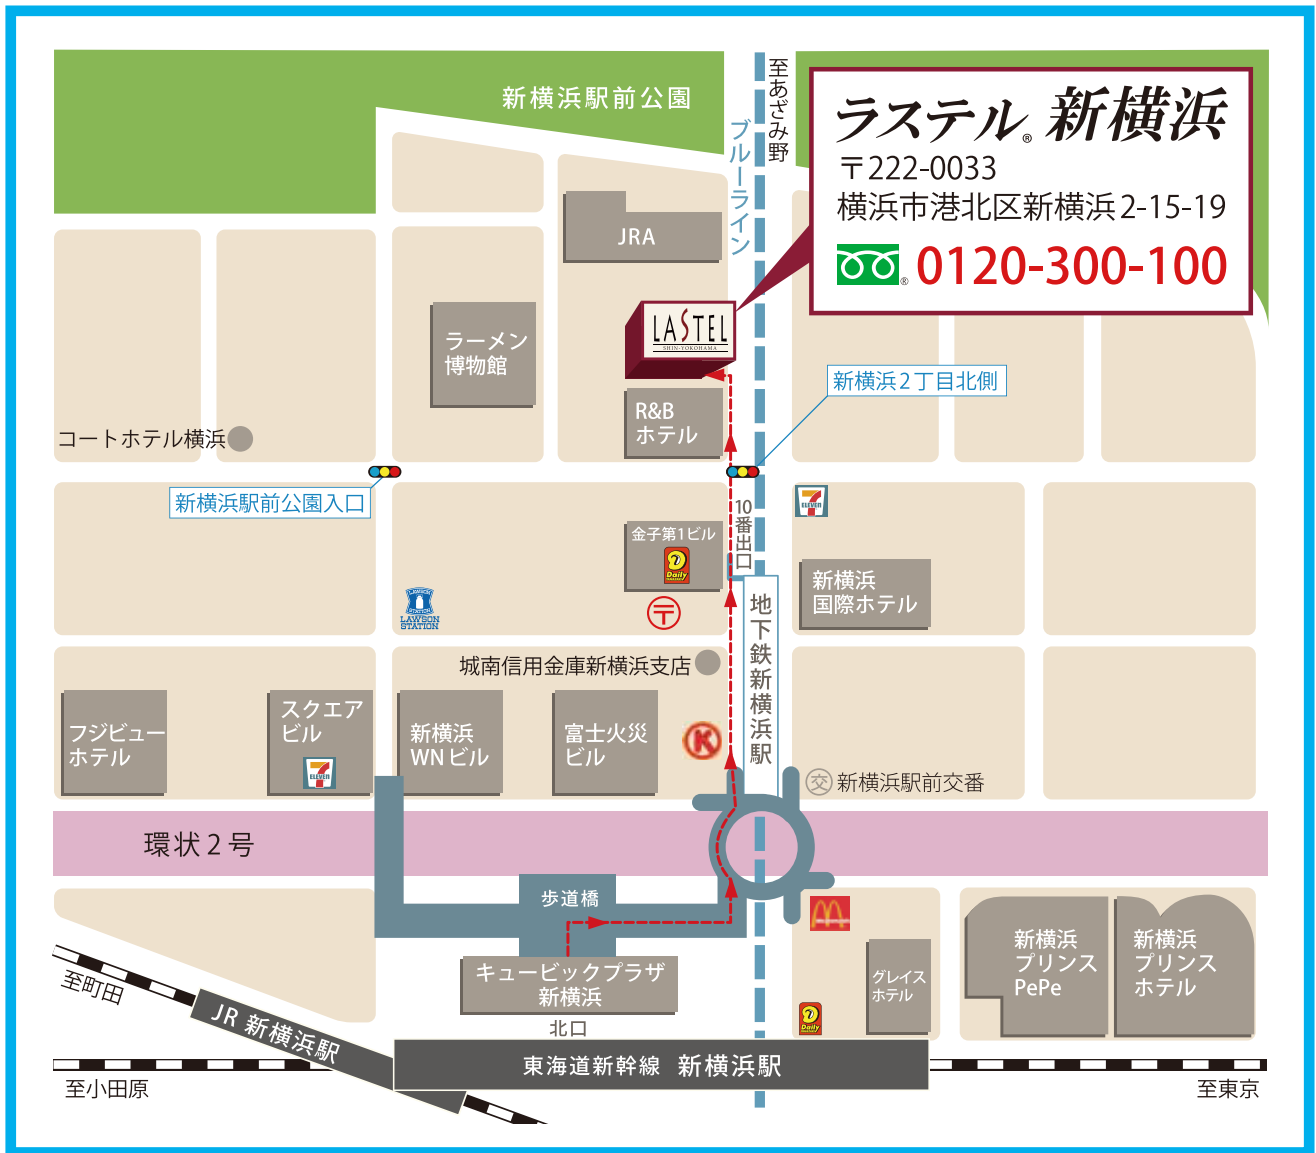 新横浜駅前公園
至あざみ野
ブルーライン
ラステル® 新横浜
〒222-0033
横浜市港北区新横浜2-15-19
® 0120-300-100
JRA
LASTEL
SHIN-YOKOHAMA
ラーメン
博物館
新横浜2丁目北側
R&B
ホテル
コートホテル横浜
新横浜駅前公園入口
10番出口
7
ELEVEN
金子第1ビル
Daily
新横浜
国際ホテル
LAWSON
STATION
〒
地下鉄新横浜駅
城南信用金庫新横浜支店
フジビュー
ホテル
スクエア
ビル
7
ELEVEN
新横浜
WNビル
富士火災
ビル
K
交 新横浜駅前交番
環状2号
歩道橋
M
新横浜
プリンス
PePe
新横浜
プリンス
ホテル
グレイス
ホテル
キュービックプラザ
新横浜
Daily
至町田
JR 新横浜駅
北口
東海道新幹線 新横浜駅
至小田原
至東京